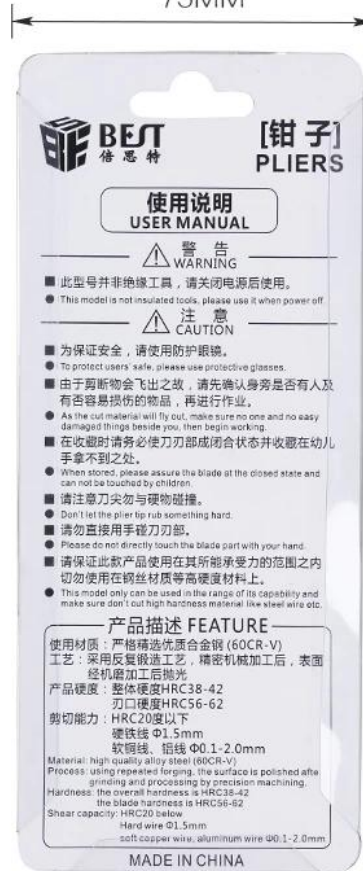 75MM
BEST
倍思特
[钳子]
PLIERS
使用说明
USER MANUAL
警 告
WARNING
■ 此型号并非绝缘工具，请关闭电源后使用。
● This model is not insulated tools, please use it when power off
注 意
CAUTION
■ 为保证安全，请使用防护眼镜。
● To protect users' safe, please use protective glasses.
■ 由于剪断物会飞出之故，请先确认身旁是否有人及
有否容易损伤的物品，再进行作业。
● As the cut material will fly out, make sure no one and no easy
damaged things beside you, then begin working.
■ 在收藏时请务必使刀刃部成闭合状态并收藏在幼儿
手拿不到之处。
● When stored, please assure the blade at the closed state and
can not be touched by children.
■ 请注意刀尖勿与硬物碰撞。
● Don't let the plier tip rub something hard.
■ 请勿直接用手碰刀刃部。
● Please do not directly touch the blade part with your hand.
■ 请保证此款产品使用在其所能承受力的范围之内
切勿使用在钢丝材质等高硬度材料上。
● This model only can be used in the range of its capability and
make sure don't out high hardness material like steel wire etc.
产品描述 FEATURE
使用材质：严格精选优质合金钢 (60CR-V)
工艺：采用反复锻造工艺，精密机械加工后，表面
经机磨加工后抛光
产品硬度：整体硬度HRC38-42
刃口硬度HRC56-62
剪切能力：HRC20度以下
硬铁线 Φ1.5mm
软铜线、铝线 Φ0.1-2.0mm
Material: high quality alloy steel (60CR-V)
Process: using repeated forging, the surface is polished afte
grinding and processing by precision machining.
Hardness: the overall hardness is HRC38-42
the blade hardness is HRC56-62
Shear capacity: HRC20 below
Hard wire Φ1.5mm
soft copper wire, aluminum wire Φ0.1-2.0mm
MADE IN CHINA